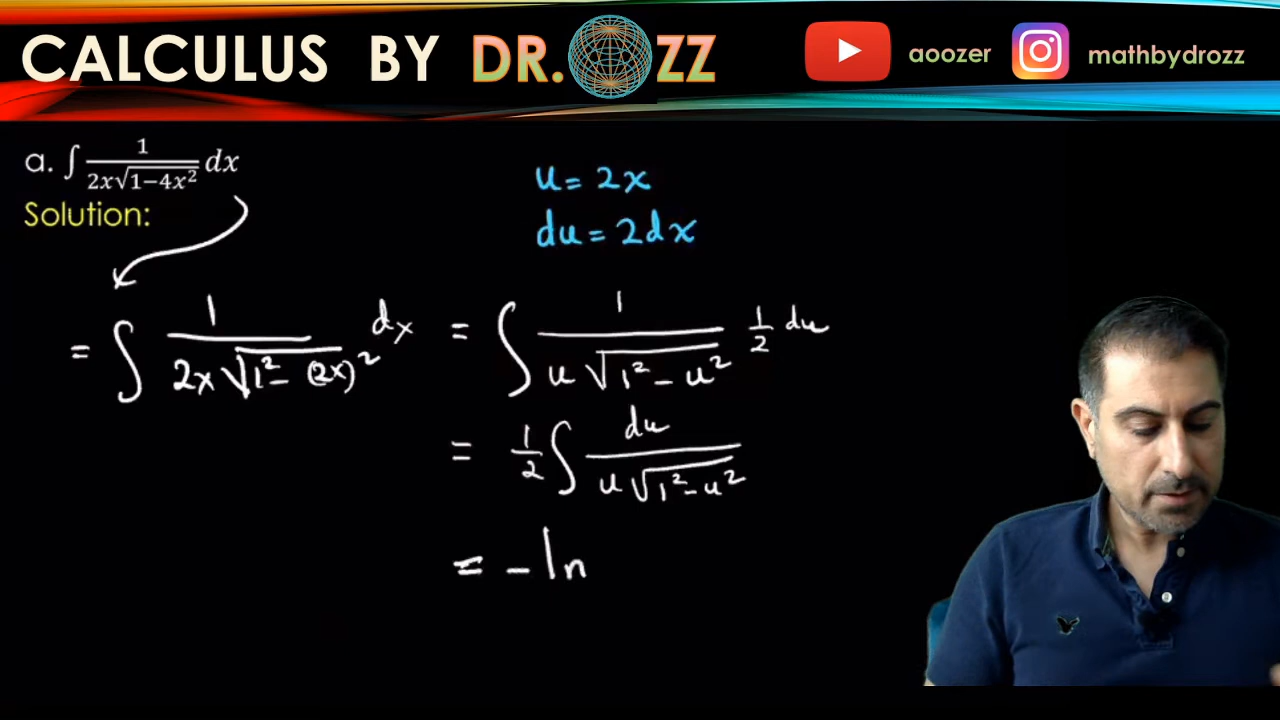 CALCULUS BY DR. OZZ
aoozer
mathbydrozz
a. ∫ 1/(2x√(1−4x²)) dx
Solution:
u = 2x
du = 2dx
= ∫ 1/(2x√(1² − (2x)²)) dx = ∫ 1/(u√(1² − u²)) 1/2 du
= 1/2 ∫ du/(u√(1² − u²))
= − ln